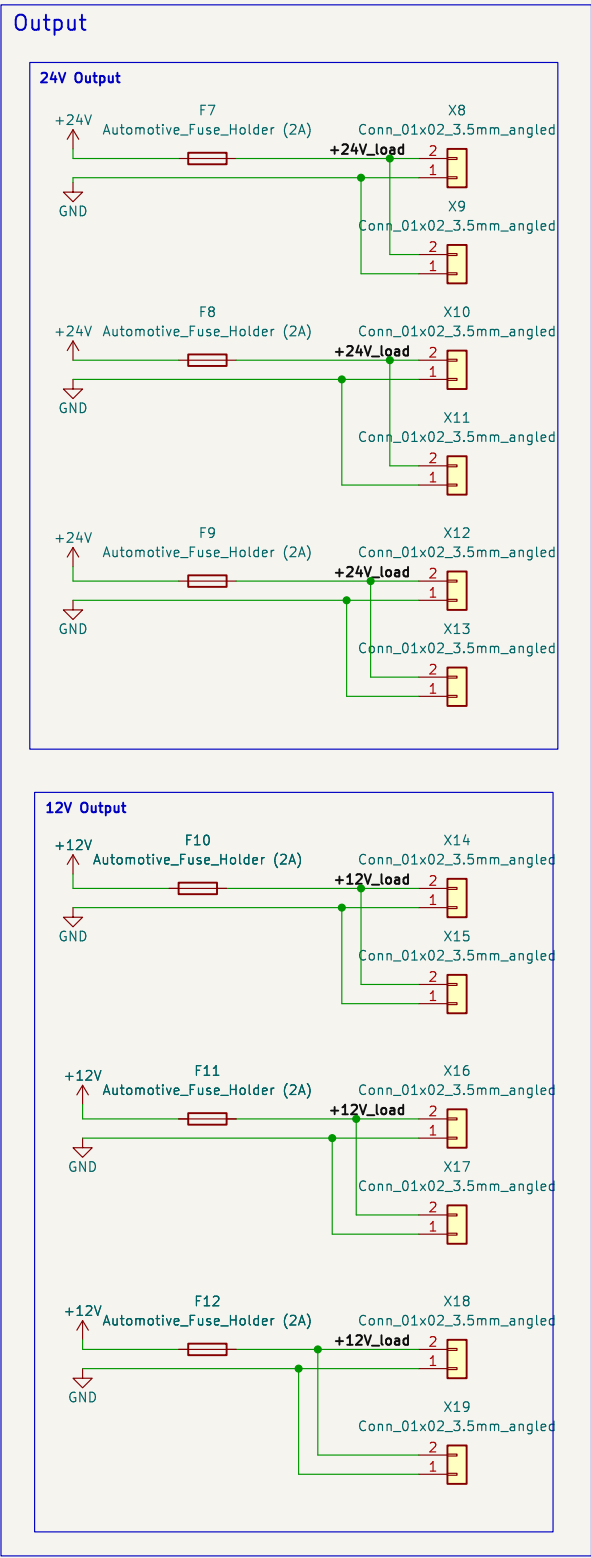 Output
24V Output
+24V
F7
Automotive_Fuse_Holder (2A)
+24V_load
X8
Conn_01x02_3.5mm_angled
2
1
GND
X9
Conn_01x02_3.5mm_angled
2
1
+24V
F8
Automotive_Fuse_Holder (2A)
+24V_load
X10
Conn_01x02_3.5mm_angled
2
1
GND
X11
Conn_01x02_3.5mm_angled
2
1
+24V
F9
Automotive_Fuse_Holder (2A)
+24V_load
X12
Conn_01x02_3.5mm_angled
2
1
GND
X13
Conn_01x02_3.5mm_angled
2
1
12V Output
+12V
F10
Automotive_Fuse_Holder (2A)
+12V_load
X14
Conn_01x02_3.5mm_angled
2
1
GND
X15
Conn_01x02_3.5mm_angled
2
1
+12V
F11
Automotive_Fuse_Holder (2A)
+12V_load
X16
Conn_01x02_3.5mm_angled
2
1
GND
X17
Conn_01x02_3.5mm_angled
2
1
+12V
F12
Automotive_Fuse_Holder (2A)
+12V_load
X18
Conn_01x02_3.5mm_angled
2
1
GND
X19
Conn_01x02_3.5mm_angled
2
1